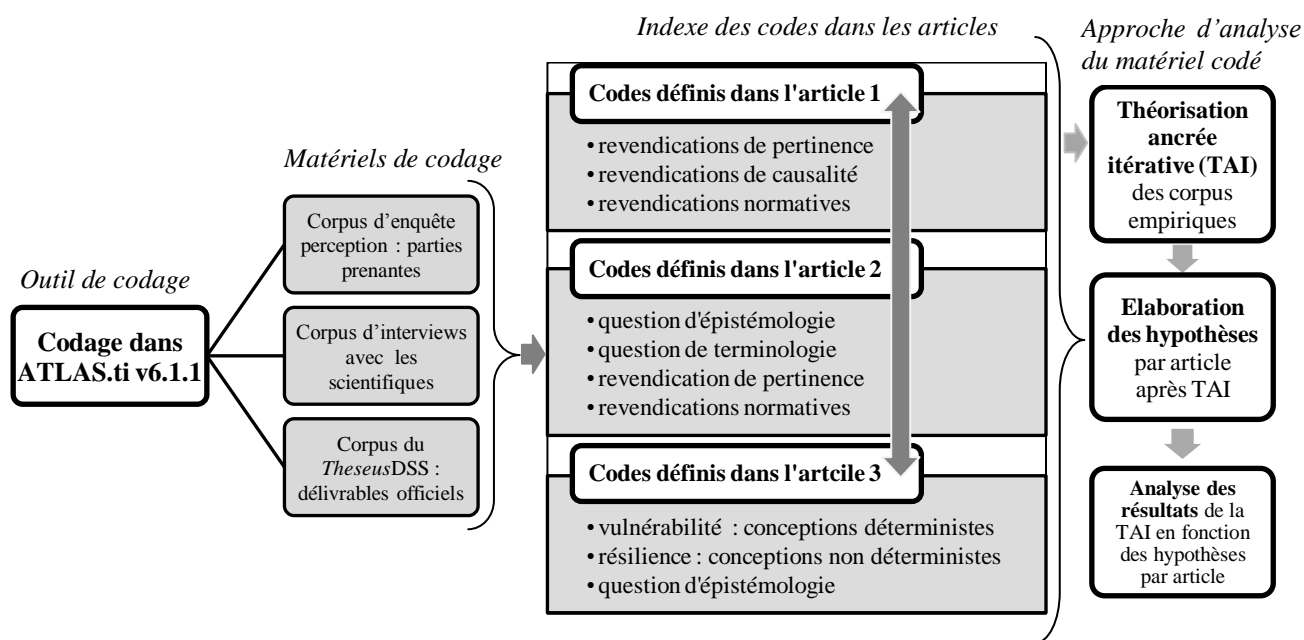 Outil de codage
Codage dans
ATLAS.ti v6.1.1
Matériels de codage
Corpus d’enquête
perception : parties
prenantes
Corpus d’interviews
avec les
scientifiques
Corpus du
TheseusDSS :
délivrables officiels
Indexe des codes dans les articles
Codes définis dans l'article 1
• revendications de pertinence
• revendications de causalité
• revendications normatives
Codes définis dans l'article 2
• question d'épistémologie
• question de terminologie
• revendication de pertinence
• revendications normatives
Codes définis dans l'artcile 3
• vulnérabilité : conceptions déterministes
• résilience : conceptions non déterministes
• question d'épistémologie
Approche d’analyse
du matériel codé
Théorisation
ancrée
itérative (TAI)
des corpus
empiriques
Elaboration
des hypothèses
par article
après TAI
Analyse des
résultats de la
TAI en fonction
des hypothèses
par article